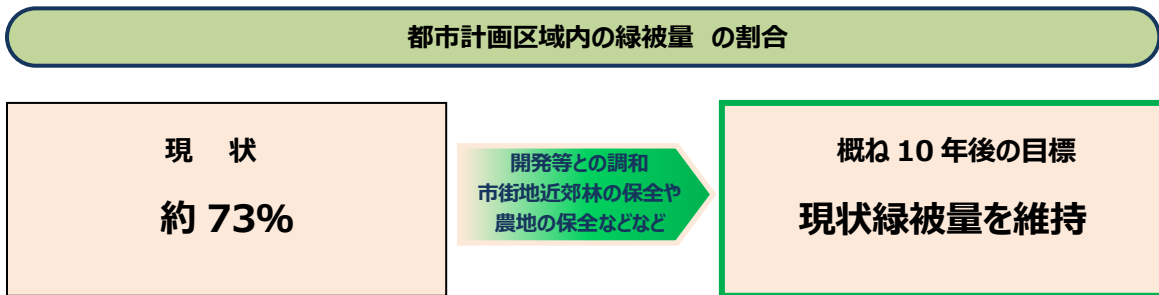 都市計画区域内の緑被量 の割合
現 状
約 73%
開発等との調和
市街地近郊林の保全や
農地の保全などなど
概ね 10 年後の目標
現状緑被量を維持